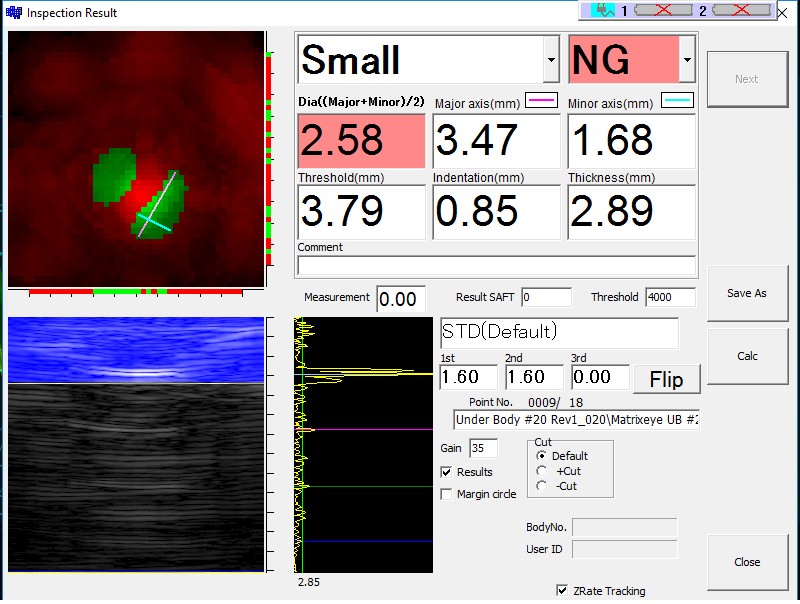 Inspection Result
1
2
Small
NG
Next
Dia((Major+Minor)/2)
Major axis(mm)
Minor axis(mm)
2.58
3.47
1.68
Threshold(mm)
Indentation(mm)
Thickness(mm)
3.79
0.85
2.89
Comment
Measurement
0.00
Result SAFT
0
Threshold
4000
Save As
STD(Default)
1st
2nd
3rd
1.60
1.60
0.00
Flip
Calc
Point No. 0009/ 18
Under Body #20 Rev1_020\Matrixeye UB #2
Gain
35
Cut
Default
+Cut
-Cut
Results
Margin circle
BodyNo.
User ID
Close
2.85
ZRate Tracking